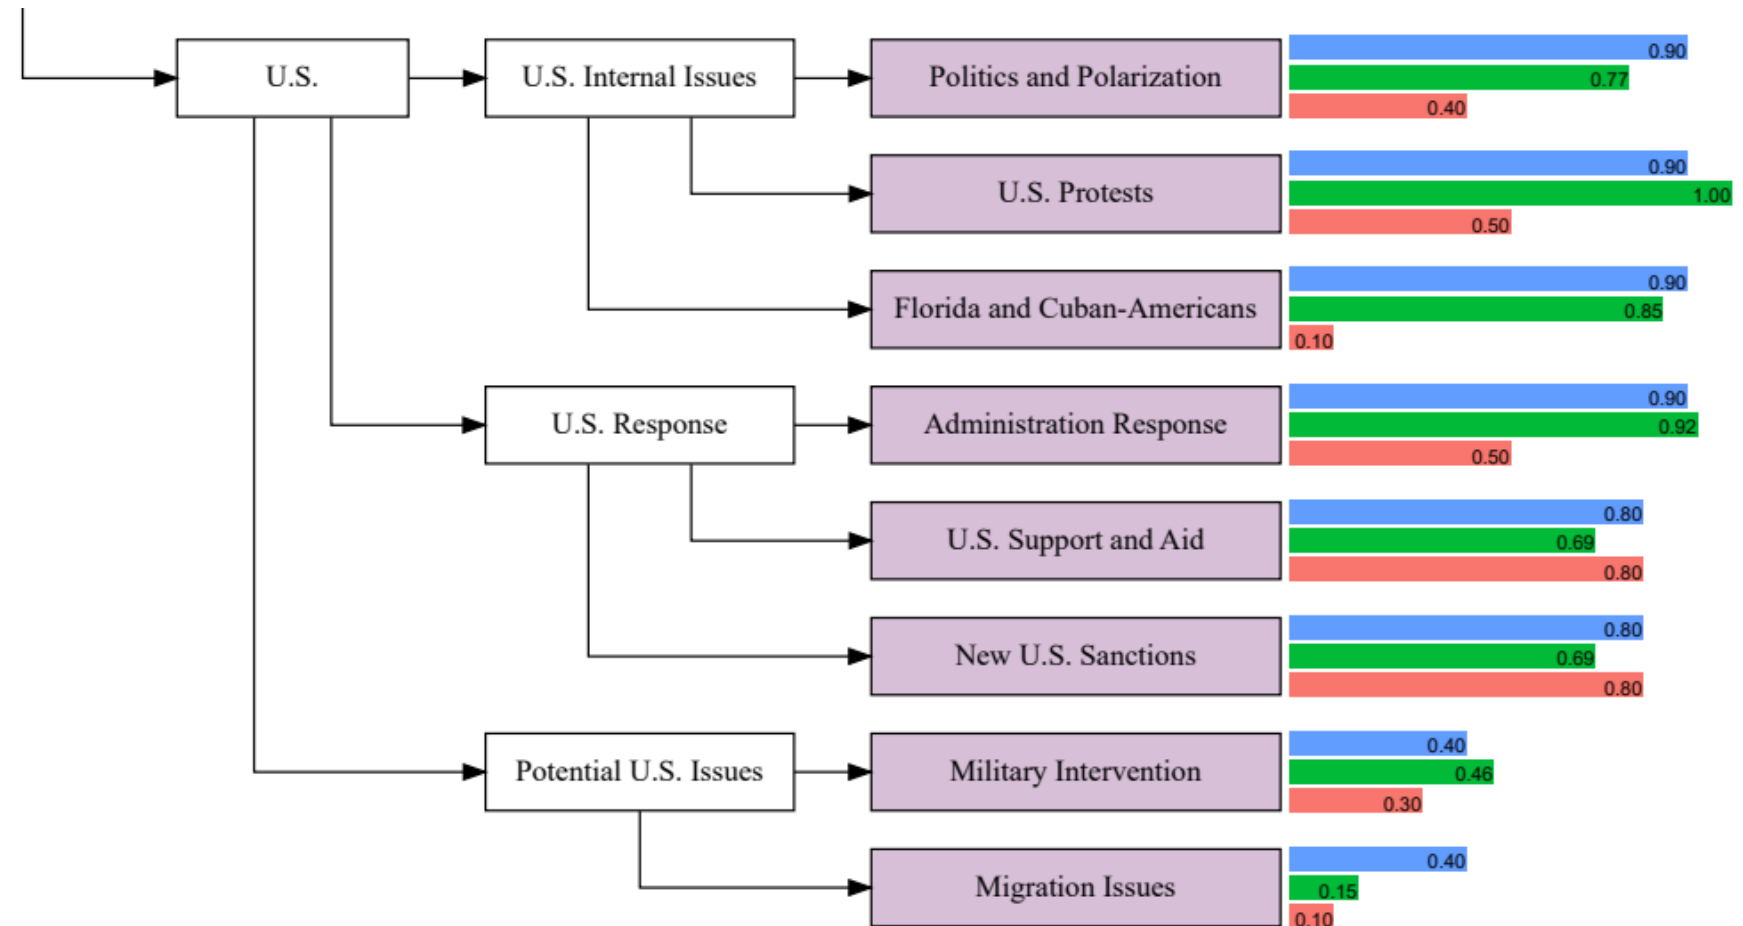 U.S.
U.S. Internal Issues
Politics and Polarization
0.90
0.77
0.40
U.S. Protests
0.90
1.00
0.50
Florida and Cuban-Americans
0.90
0.85
0.10
U.S. Response
Administration Response
0.90
0.92
0.50
U.S. Support and Aid
0.80
0.69
0.80
New U.S. Sanctions
0.80
0.69
0.80
Potential U.S. Issues
Military Intervention
0.40
0.46
0.30
Migration Issues
0.40
0.15
0.10